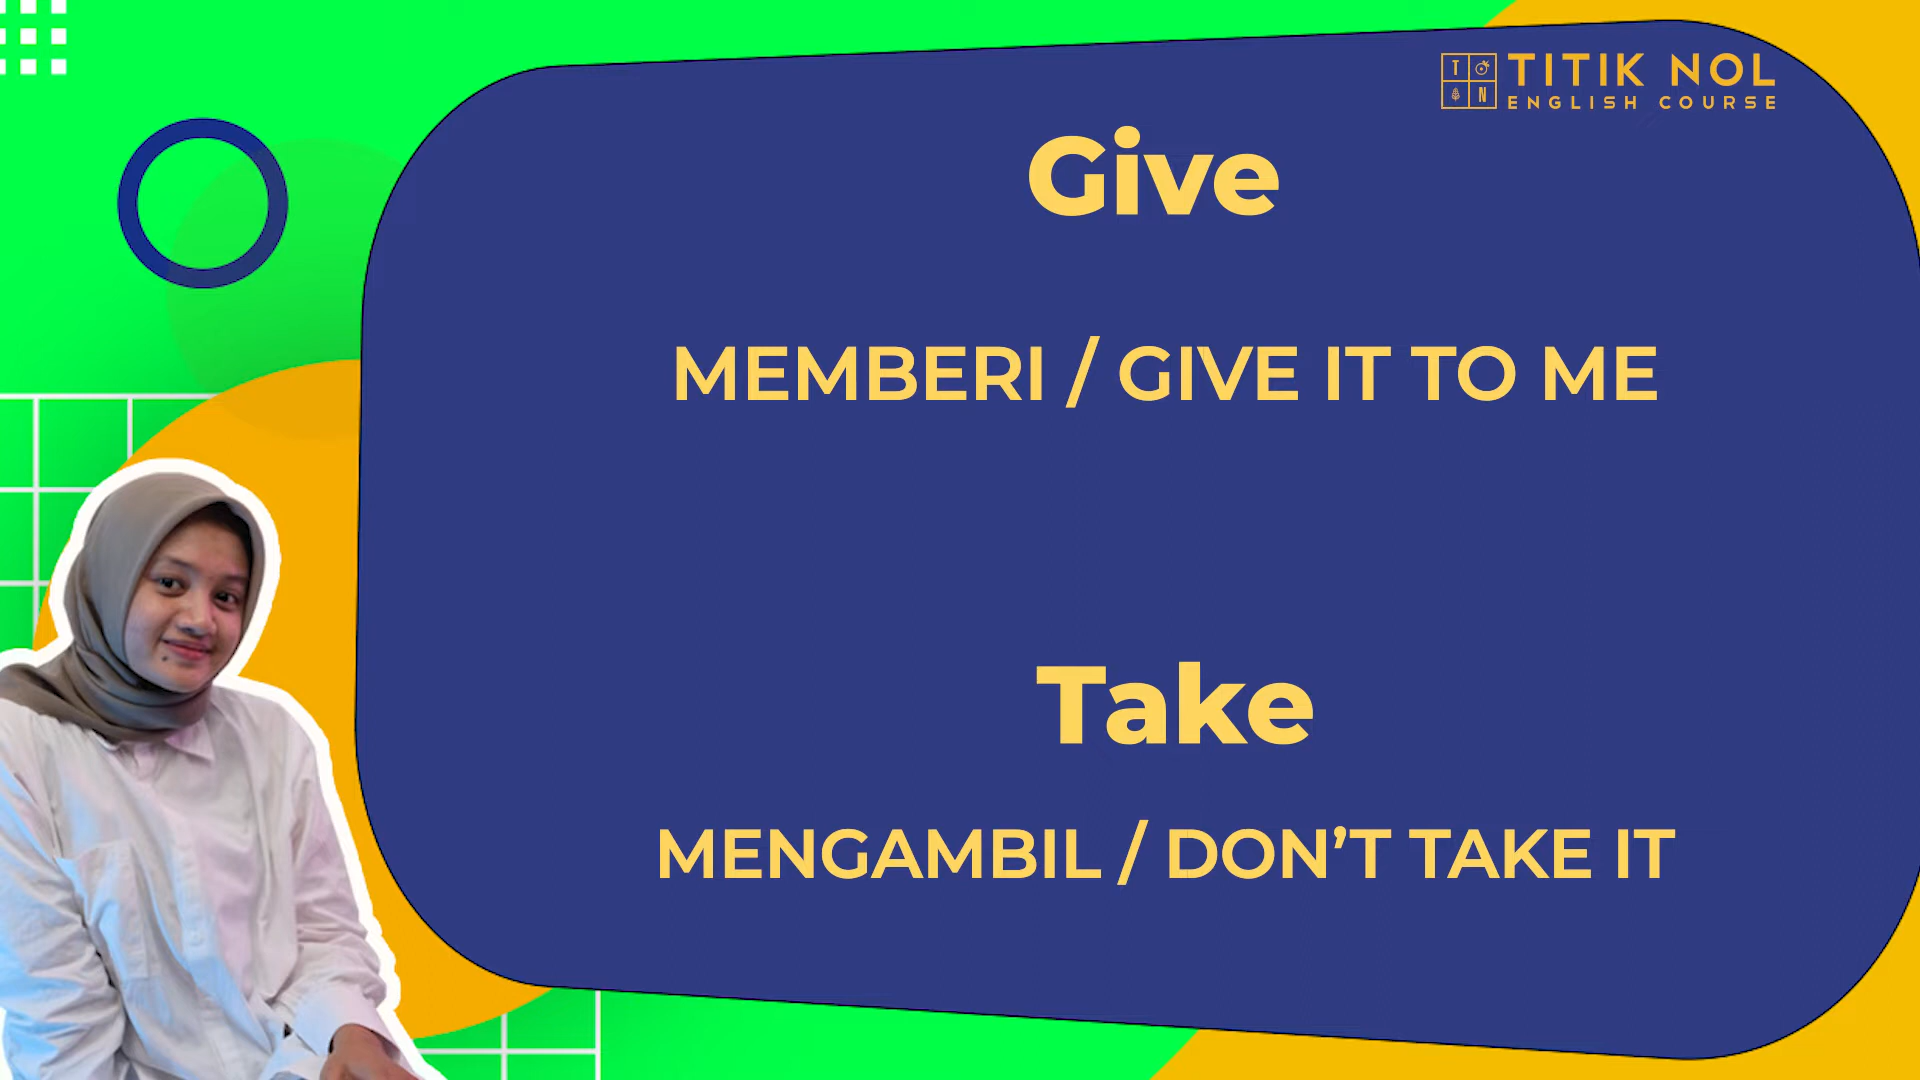 T
N
TITIK NOL
ENGLISH COURSE
Give
MEMBERI / GIVE IT TO ME
Take
MENGAMBIL / DON’T TAKE IT